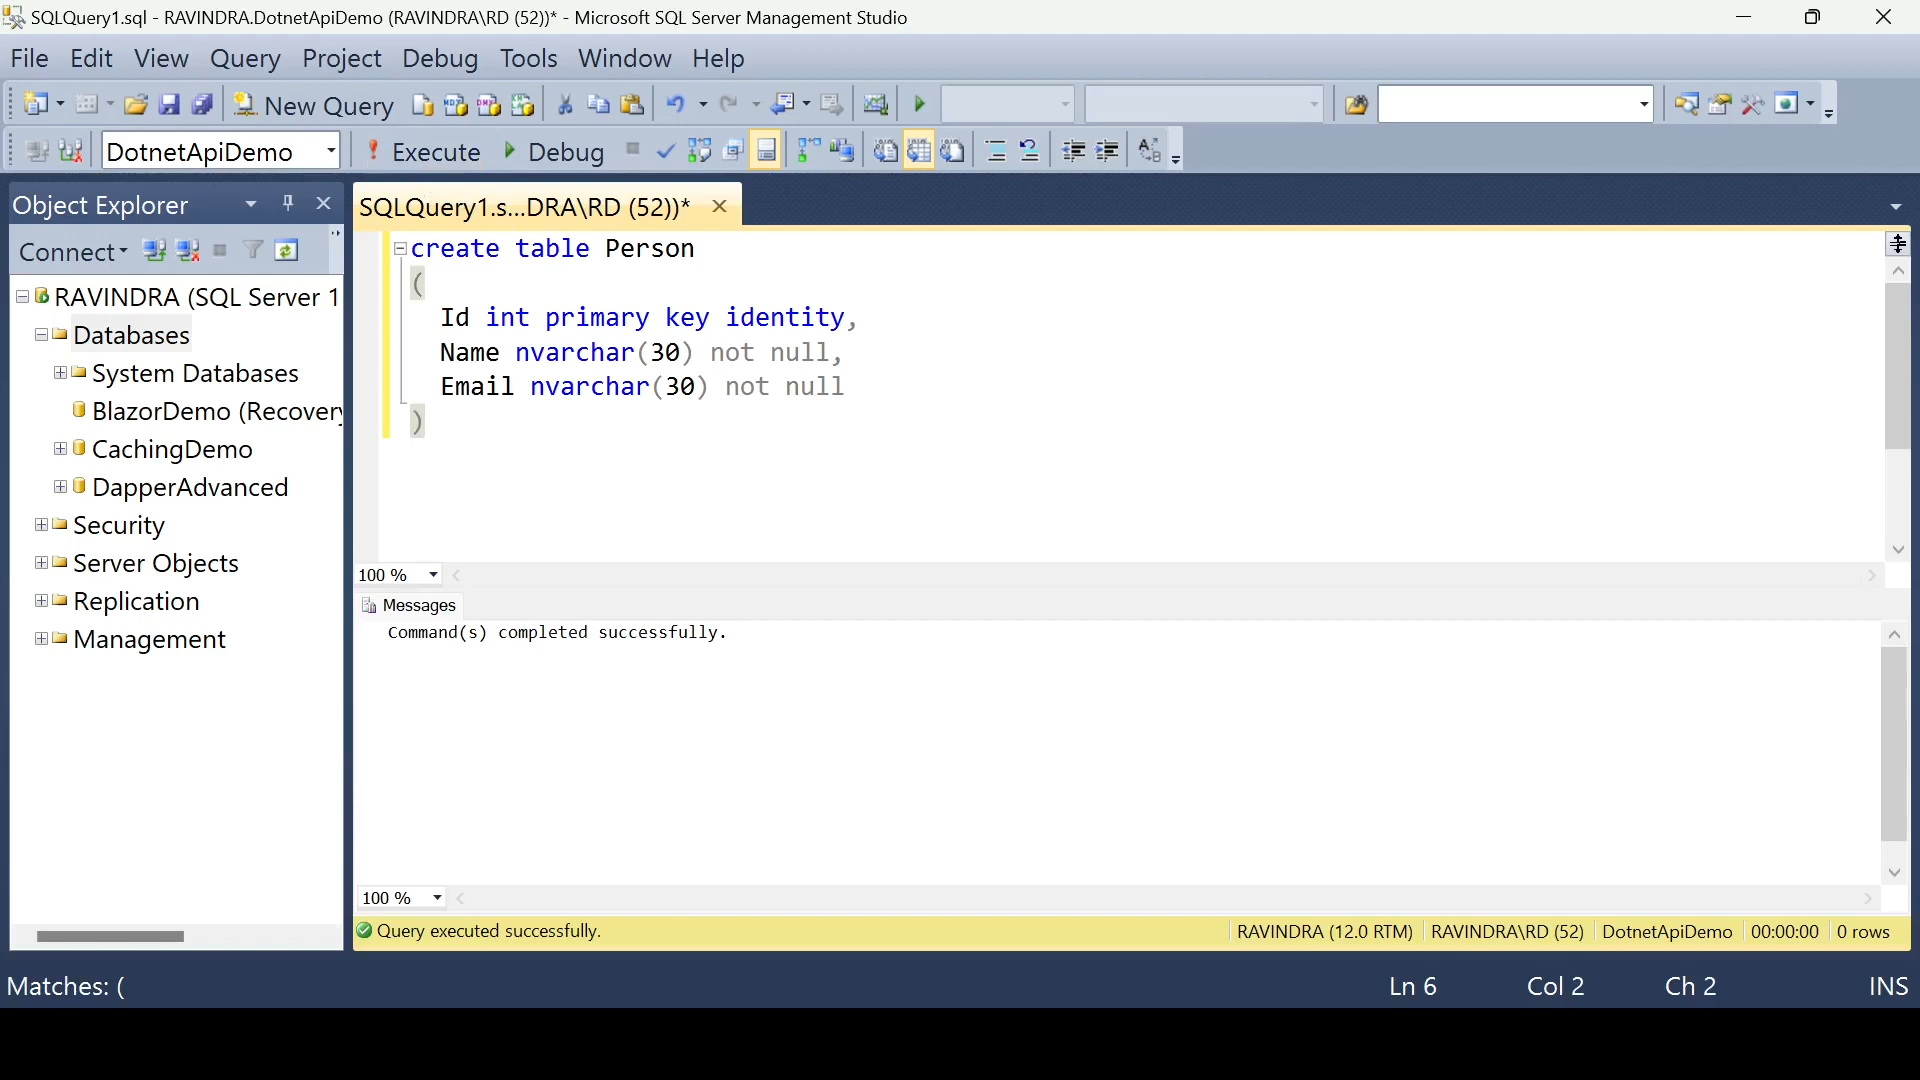 SQLQuery1.sql - RAVINDRA.DotnetApiDemo (RAVINDRA\RD (52))* - Microsoft SQL Server Management Studio
File Edit View Query Project Debug Tools Window Help
New Query
DotnetApiDemo Execute Debug
Object Explorer
SQLQuery1.s...DRA\RD (52))*
Connect
RAVINDRA (SQL Server 1
Databases
System Databases
BlazorDemo (Recovery
CachingDemo
DapperAdvanced
Security
Server Objects
Replication
Management
create table Person
(
Id int primary key identity,
Name nvarchar(30) not null,
Email nvarchar(30) not null
)
100 %
Messages
Command(s) completed successfully.
100 %
Query executed successfully.
RAVINDRA (12.0 RTM) RAVINDRA\RD (52) DotnetApiDemo 00:00:00 0 rows
Matches: ( Ln 6 Col 2 Ch 2 INS